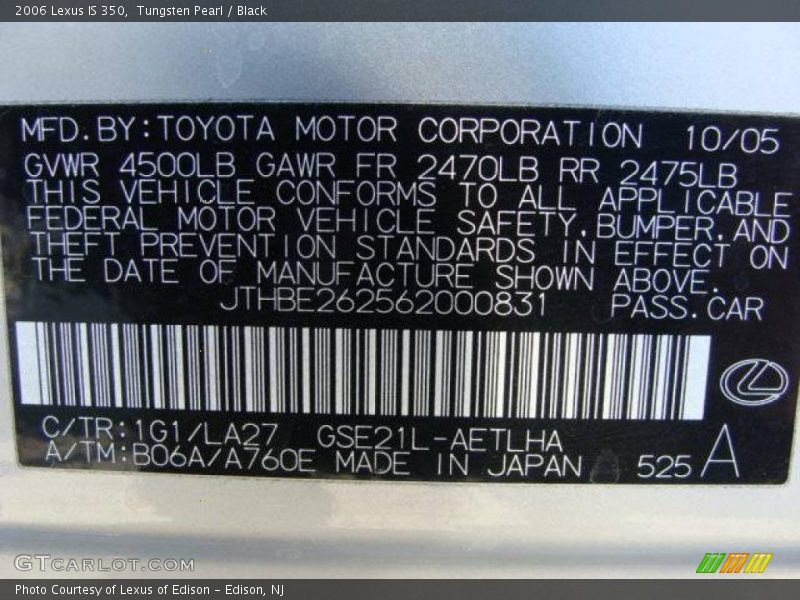 2006 Lexus IS 350,  Tungsten Pearl / Black
MFD.BY:TOYOTA MOTOR CORPORATION 10/05
GVWR 4500LB GAWR FR 2470LB RR 2475LB
THIS VEHICLE CONFORMS TO ALL APPLICABLE
FEDERAL MOTOR VEHICLE SAFETY,BUMPER,AND
THEFT PREVENTION STANDARDS IN EFFECT ON
THE DATE OF MANUFACTURE SHOWN ABOVE.
JTHBE262562000831 PASS.CAR
C/TR:1G1/LA27 GSE21L-AETLHA
A/TM:B06A/A760E MADE IN JAPAN 525 A
GTCARLOT.COM
Photo Courtesy of Lexus of Edison - Edison, NJ